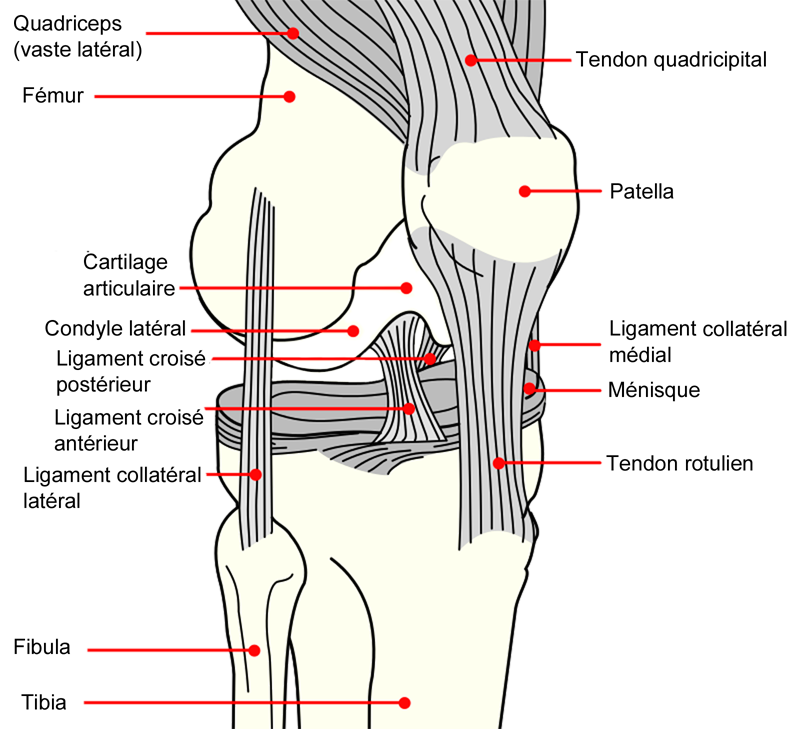 Quadriceps
(vaste latéral)
Fémur
Cartilage
articulaire
Condyle latéral
Ligament croisé
postérieur
Ligament croisé
antérieur
Ligament collatéral
latéral
Fibula
Tibia
Tendon quadricipital
Patella
Ligament collatéral
médial
Ménisque
Tendon rotulien